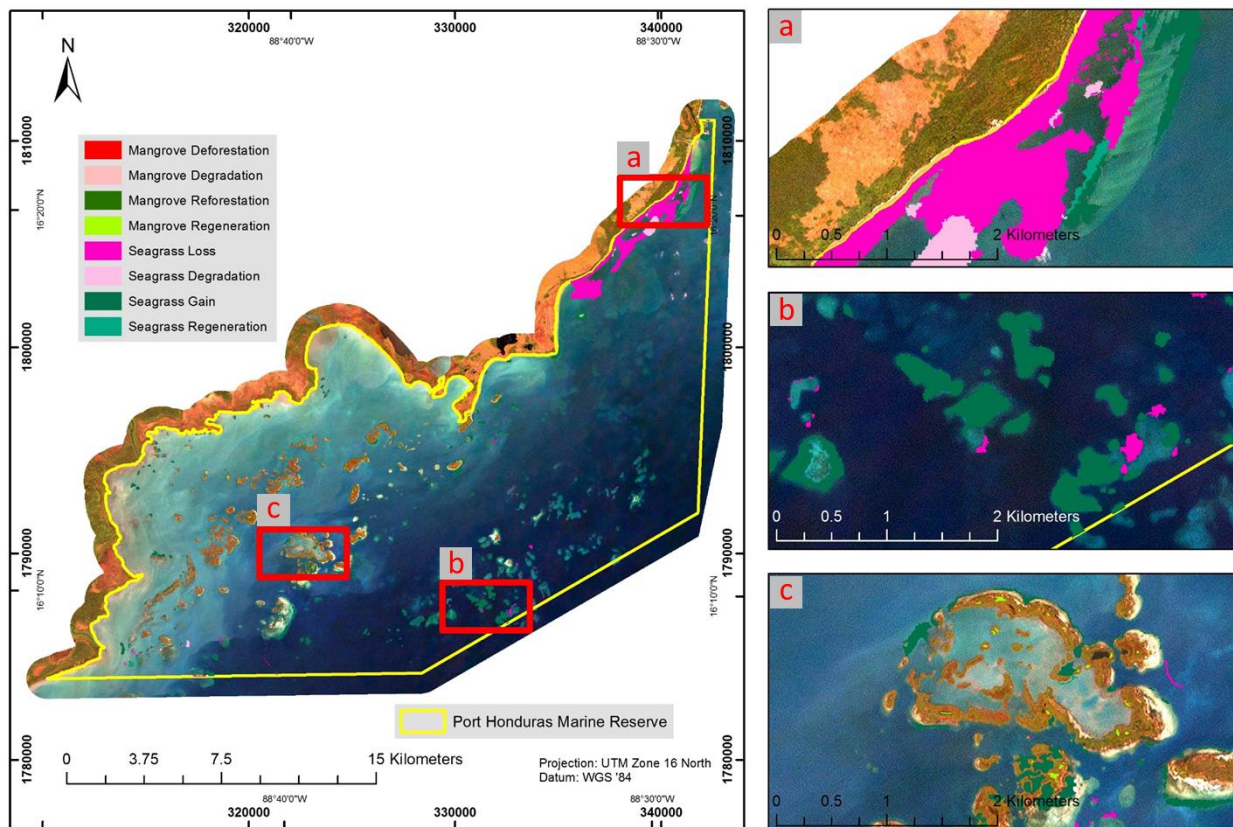 320000
330000
340000
88°40'0"W
88°30'0"W
N
1810000
1810000
Mangrove Deforestation
Mangrove Degradation
Mangrove Reforestation
Mangrove Regeneration
Seagrass Loss
Seagrass Degradation
Seagrass Gain
Seagrass Regeneration
a
16°20'0"N
16°20'0"N
1800000
1800000
c
b
1790000
1790000
16°10'0"N
16°10'0"N
Port Honduras Marine Reserve
0
3.75
7.5
15 Kilometers
Projection: UTM Zone 16 North
Datum: WGS '84
1780000
1780000
88°40'0"W
88°30'0"W
320000
330000
340000
a
0
0.5
1
2 Kilometers
b
0
0.5
1
2 Kilometers
c
0
0.5
1
2 Kilometers